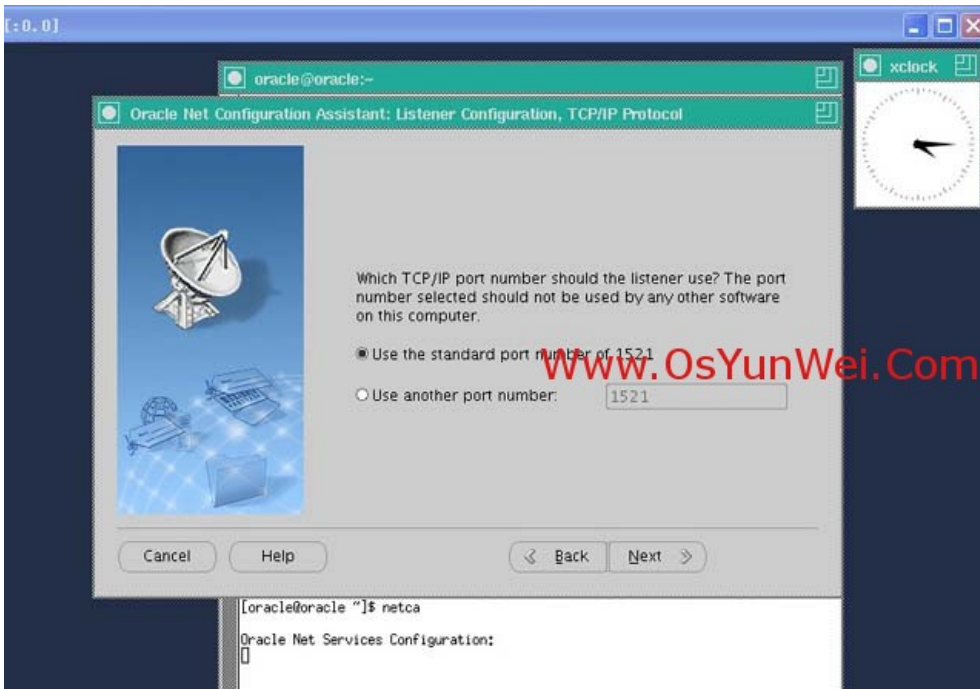 [:0.0]
oracle@oracle:~
xclock
Oracle Net Configuration Assistant: Listener Configuration, TCP/IP Protocol
Which TCP/IP port number should the listener use? The port
number selected should not be used by any other software
on this computer.
Use the standard port number of 1521
Www.OsYunWei.Com
Use another port number:
1521
Cancel
Help
Back
Next
[oracle@oracle ~]$ netca
Oracle Net Services Configuration: